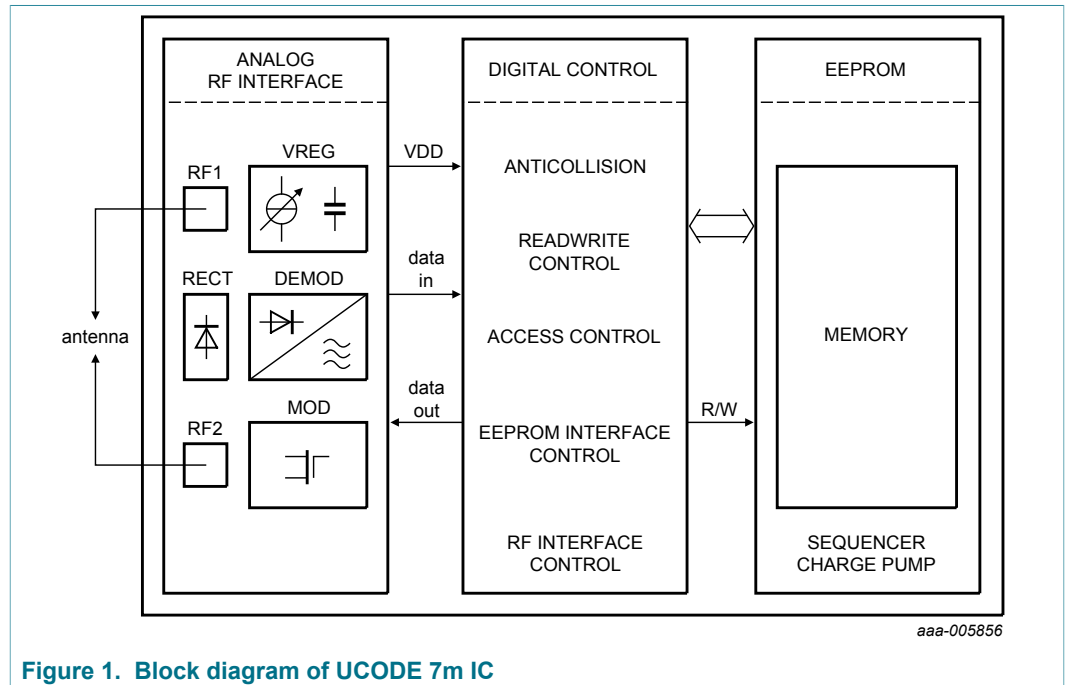 ANALOG
RF INTERFACE
VREG
RF1
RECT
DEMOD
antenna
MOD
RF2
VDD
data
in
data
out
DIGITAL CONTROL
ANTICOLLISION
READWRITE
CONTROL
ACCESS CONTROL
EEPROM INTERFACE
CONTROL
RF INTERFACE
CONTROL
R/W
EEPROM
MEMORY
SEQUENCER
CHARGE PUMP
aaa-005856
Figure 1. Block diagram of UCODE 7m IC